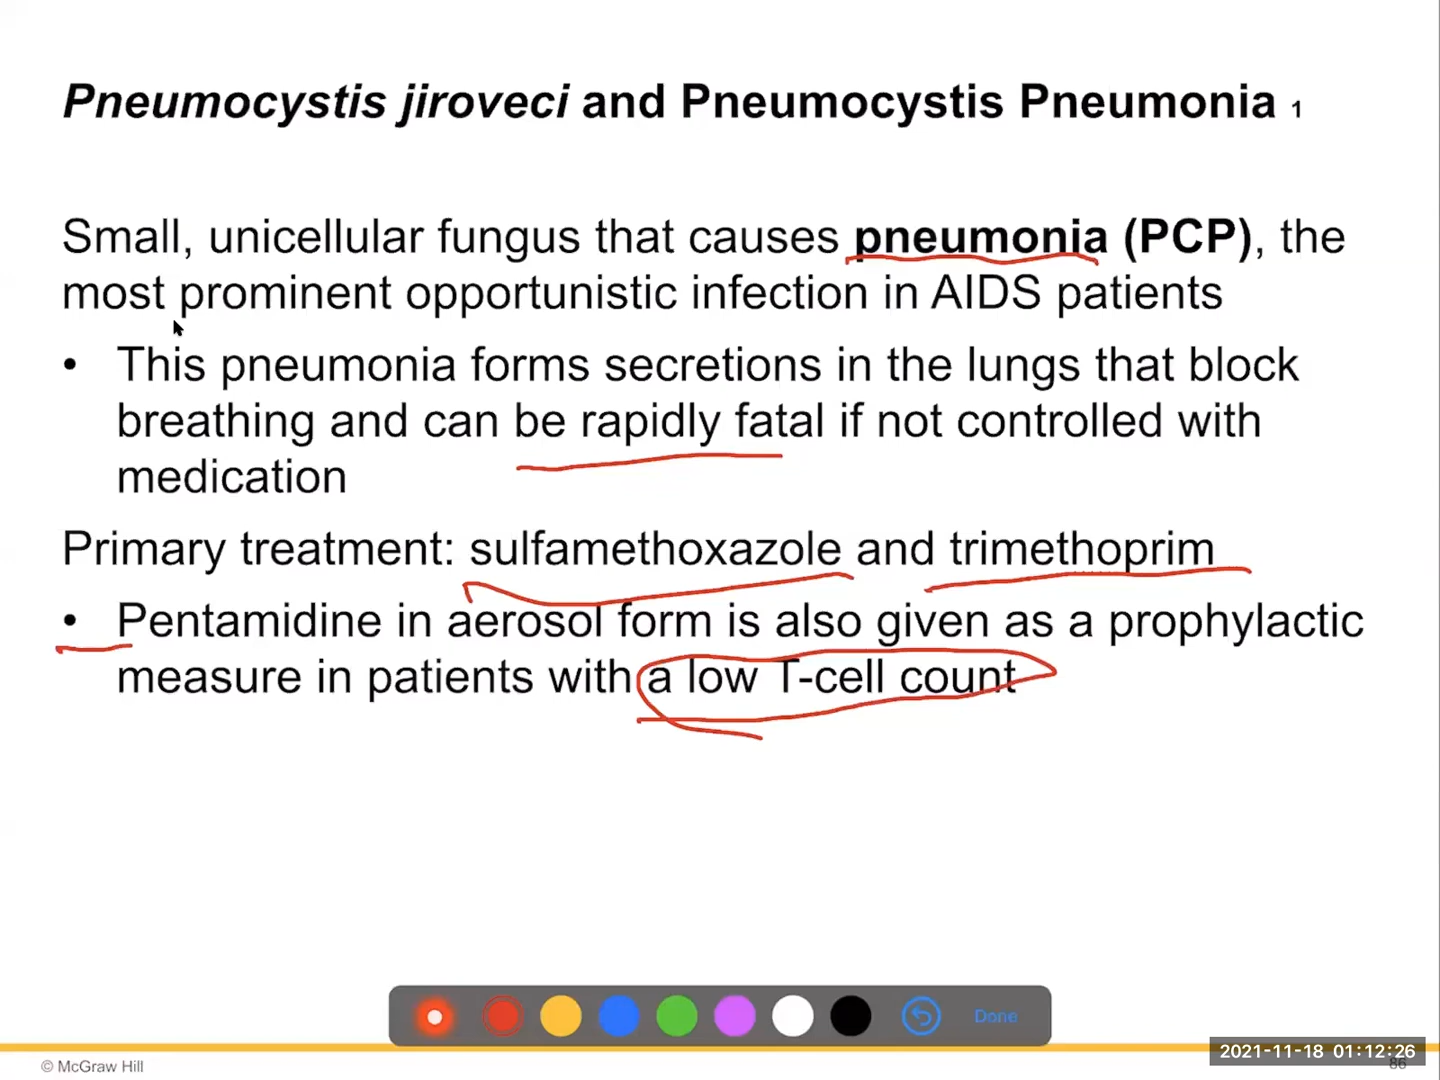 Pneumocystis jiroveci and Pneumocystis Pneumonia 1
Small, unicellular fungus that causes pneumonia (PCP), the
most prominent opportunistic infection in AIDS patients
• This pneumonia forms secretions in the lungs that block
breathing and can be rapidly fatal if not controlled with
medication
Primary treatment: sulfamethoxazole and trimethoprim
• Pentamidine in aerosol form is also given as a prophylactic
measure in patients with a low T-cell count
Done
© McGraw Hill
2021-11-18 01:12:26
86